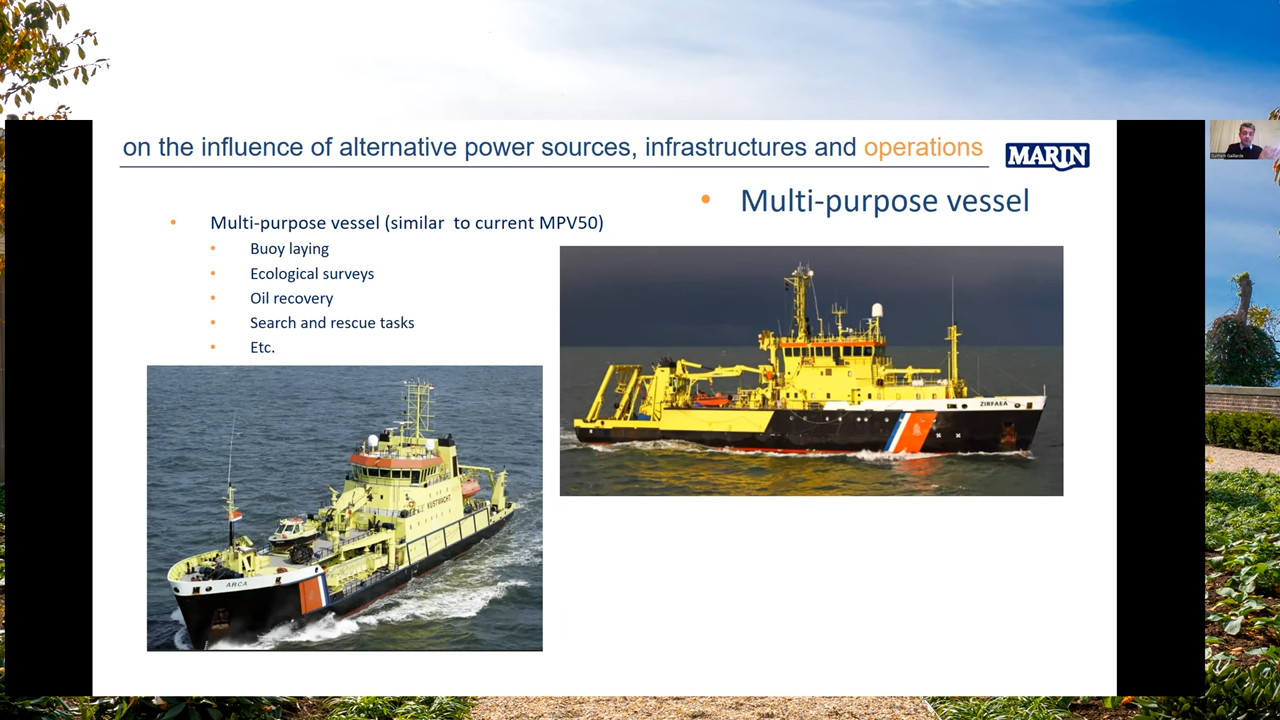 on the influence of alternative power sources, infrastructures and operations
MARIN
• Multi-purpose vessel
• Multi-purpose vessel (similar to current MPV50)
• Buoy laying
• Ecological surveys
• Oil recovery
• Search and rescue tasks
• Etc.
ZIRFAEA
KUSTWACHT
ARCA